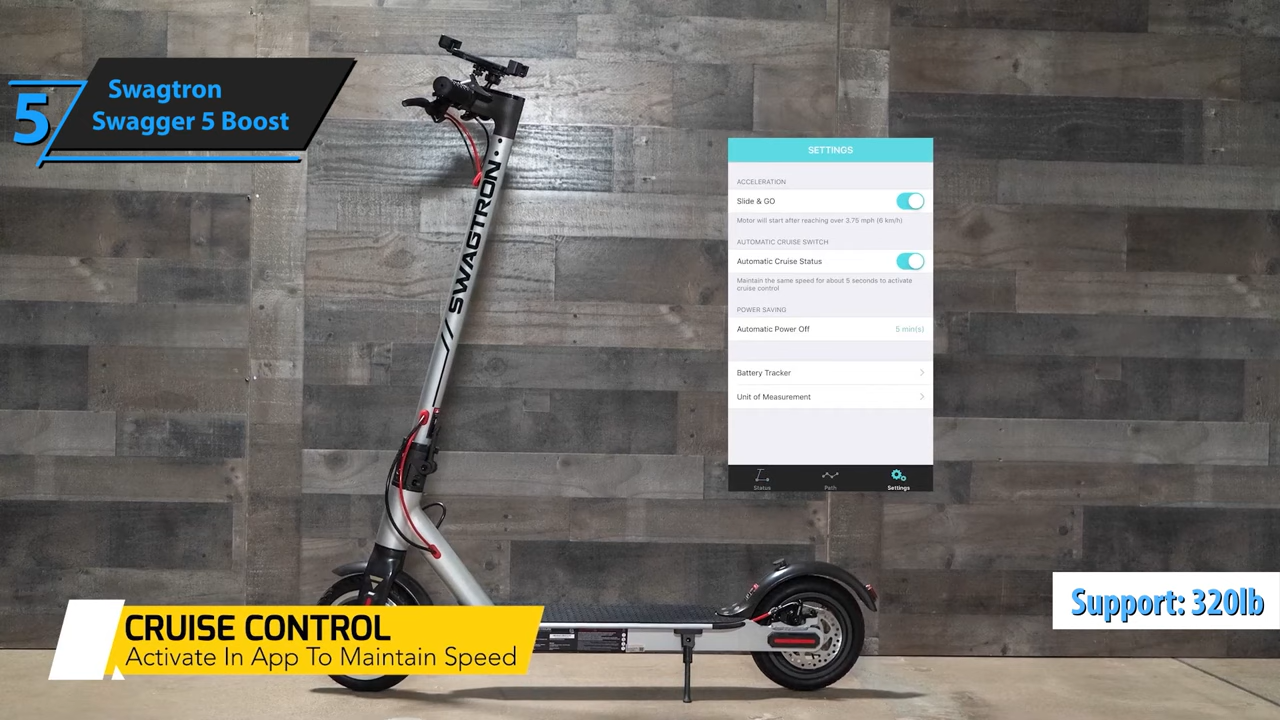 5
Swagtron
Swagger 5 Boost
// SWAGTRON
SETTINGS
ACCELERATION
Slide & GO
Motor will start after reaching over 3.75 mph (6 km/h)
AUTOMATIC CRUISE SWITCH
Automatic Cruise Status
Maintain the same speed for about 5 seconds to activate
cruise control
POWER SAVING
Automatic Power Off 5 min(s)
Battery Tracker
Unit of Measurement
Status Path Settings
Support: 320lb
CRUISE CONTROL
Activate In App To Maintain Speed